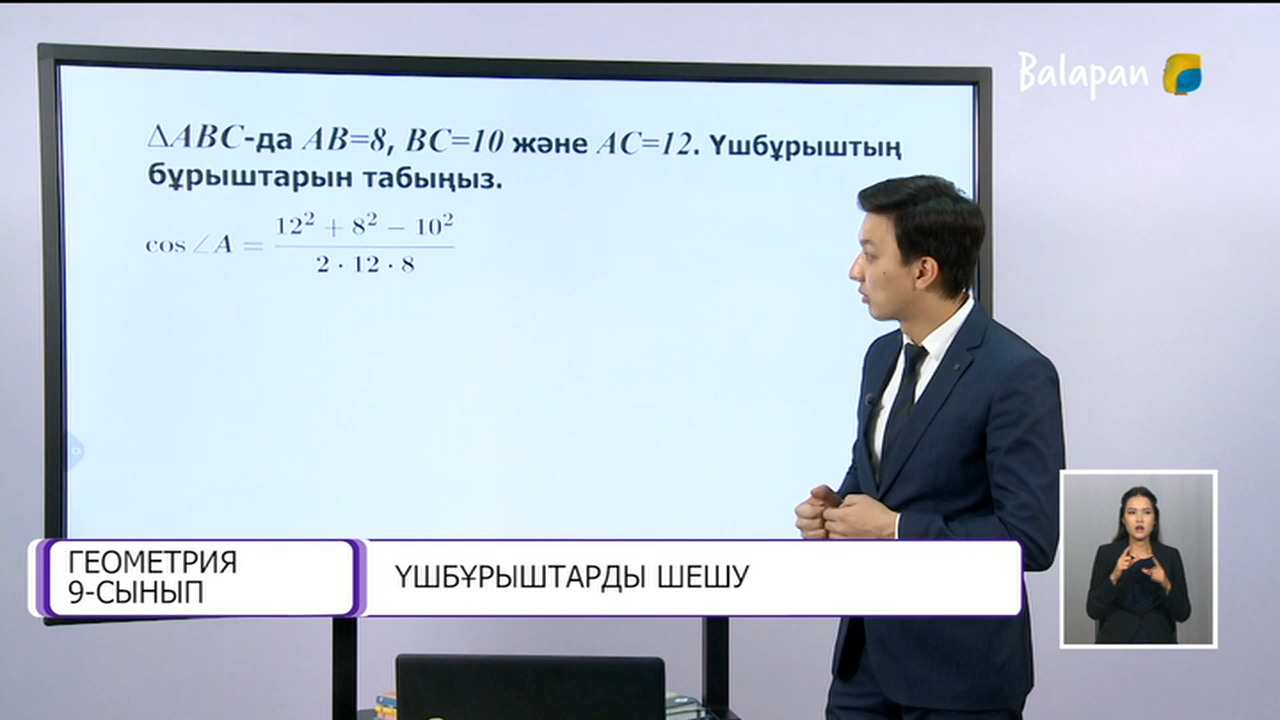 Balapan
ΔABC-да AB=8, BC=10 және AC=12. Үшбұрыштың
бұрыштарын табыңыз.
cos ∠A = (12² + 8² − 10²) / (2 · 12 · 8)
ГЕОМЕТРИЯ
9-СЫНЫП
ҮШБҰРЫШТАРДЫ ШЕШУ